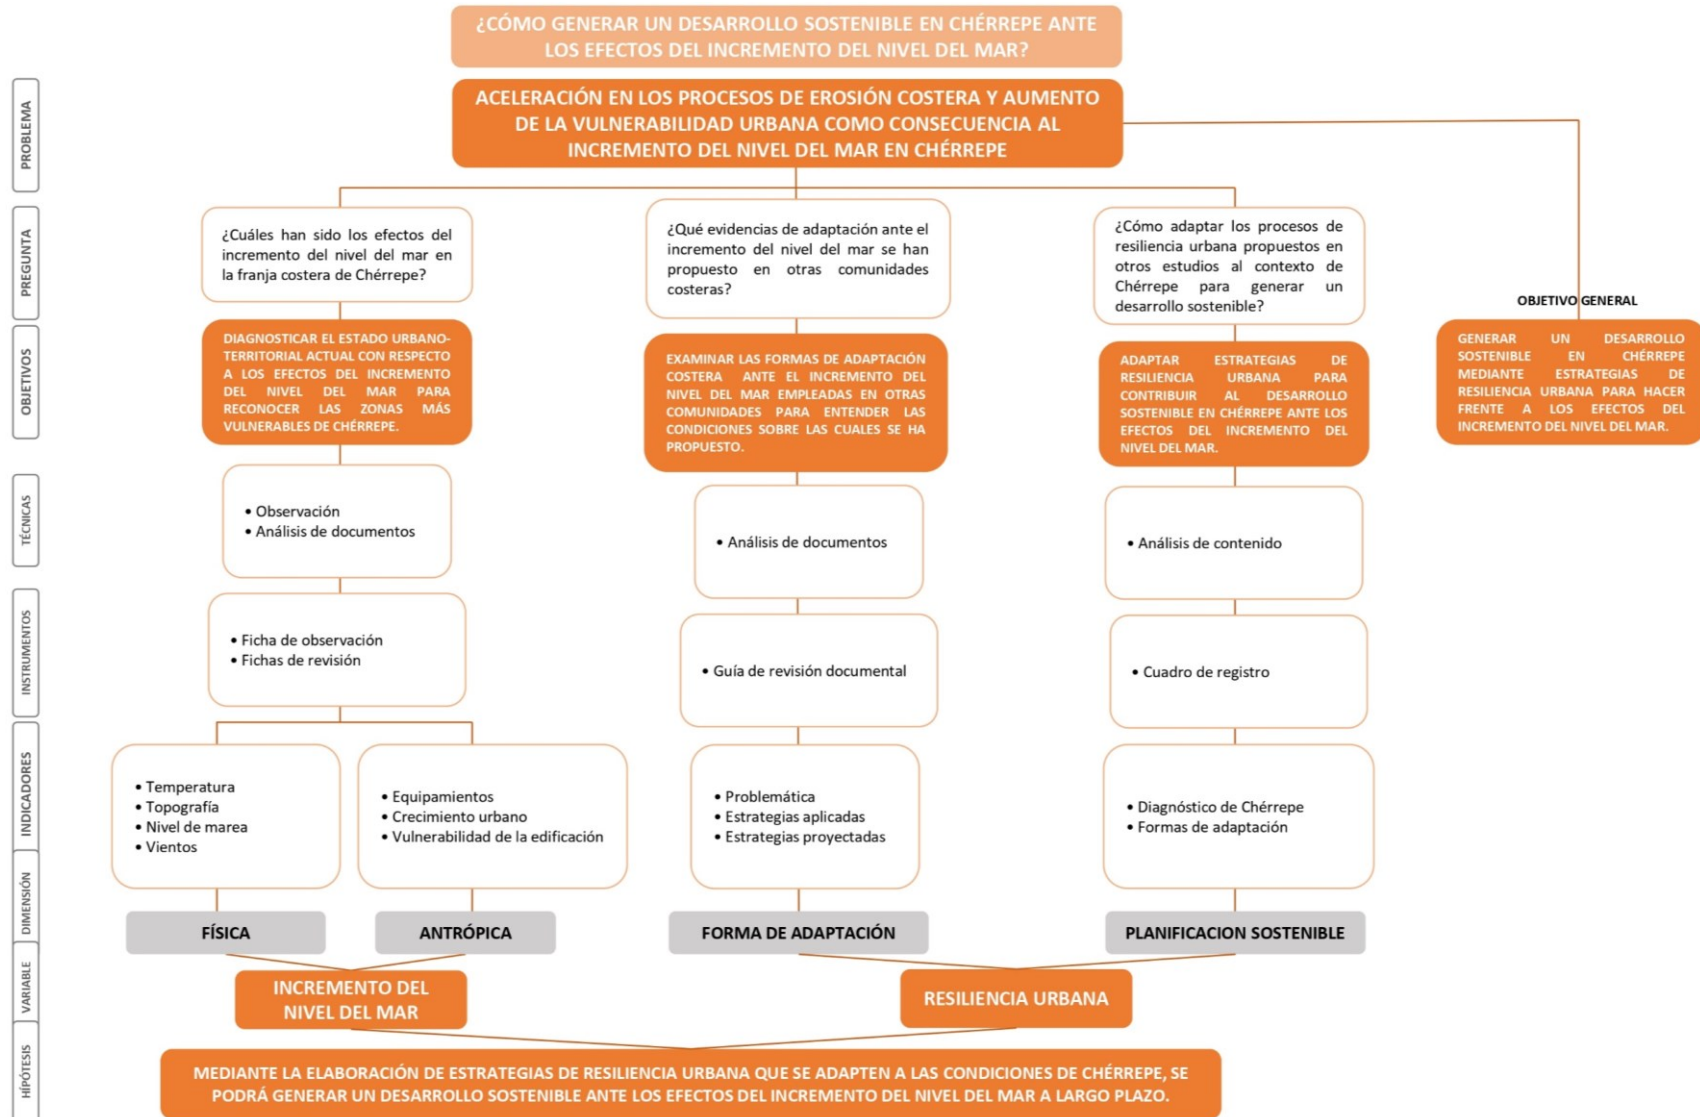 ¿CÓMO GENERAR UN DESARROLLO SOSTENIBLE EN CHÉRREPE ANTE
LOS EFECTOS DEL INCREMENTO DEL NIVEL DEL MAR?
PROBLEMA
ACELERACIÓN EN LOS PROCESOS DE EROSIÓN COSTERA Y AUMENTO
DE LA VULNERABILIDAD URBANA COMO CONSECUENCIA AL
INCREMENTO DEL NIVEL DEL MAR EN CHÉRREPE
PREGUNTA
¿Cuáles han sido los efectos del
incremento del nivel del mar en
la franja costera de Chérrepe?
¿Qué evidencias de adaptación ante el
incremento del nivel del mar se han
propuesto en otras comunidades
costeras?
¿Cómo adaptar los procesos de
resiliencia urbana propuestos en
otros estudios al contexto de
Chérrepe para generar un
desarrollo sostenible?
OBJETIVO GENERAL
OBJETIVOS
DIAGNOSTICAR EL ESTADO URBANO-
TERRITORIAL ACTUAL CON RESPECTO
A LOS EFECTOS DEL INCREMENTO
DEL NIVEL DEL MAR PARA
RECONOCER LAS ZONAS MÁS
VULNERABLES DE CHÉRREPE.
EXAMINAR LAS FORMAS DE ADAPTACIÓN
COSTERA ANTE EL INCREMENTO DEL
NIVEL DEL MAR EMPLEADAS EN OTRAS
COMUNIDADES PARA ENTENDER LAS
CONDICIONES SOBRE LAS CUALES SE HA
PROPUESTO.
ADAPTAR ESTRATEGIAS DE
RESILIENCIA URBANA PARA
CONTRIBUIR AL DESARROLLO
SOSTENIBLE EN CHÉRREPE ANTE LOS
EFECTOS DEL INCREMENTO DEL
NIVEL DEL MAR.
GENERAR UN DESARROLLO
SOSTENIBLE EN CHÉRREPE
MEDIANTE ESTRATEGIAS DE
RESILIENCIA URBANA PARA HACER
FRENTE A LOS EFECTOS DEL
INCREMENTO DEL NIVEL DEL MAR.
TÉCNICAS
• Observación
• Análisis de documentos
• Análisis de documentos
• Análisis de contenido
INSTRUMENTOS
• Ficha de observación
• Fichas de revisión
• Guía de revisión documental
• Cuadro de registro
INDICADORES
• Temperatura
• Topografía
• Nivel de marea
• Vientos
• Equipamientos
• Crecimiento urbano
• Vulnerabilidad de la edificación
• Problemática
• Estrategias aplicadas
• Estrategias proyectadas
• Diagnóstico de Chérrepe
• Formas de adaptación
DIMENSIÓN
FÍSICA
ANTRÓPICA
FORMA DE ADAPTACIÓN
PLANIFICACION SOSTENIBLE
VARIABLE
INCREMENTO DEL
NIVEL DEL MAR
RESILIENCIA URBANA
HIPÓTESIS
MEDIANTE LA ELABORACIÓN DE ESTRATEGIAS DE RESILIENCIA URBANA QUE SE ADAPTEN A LAS CONDICIONES DE CHÉRREPE, SE
PODRÁ GENERAR UN DESARROLLO SOSTENIBLE ANTE LOS EFECTOS DEL INCREMENTO DEL NIVEL DEL MAR A LARGO PLAZO.